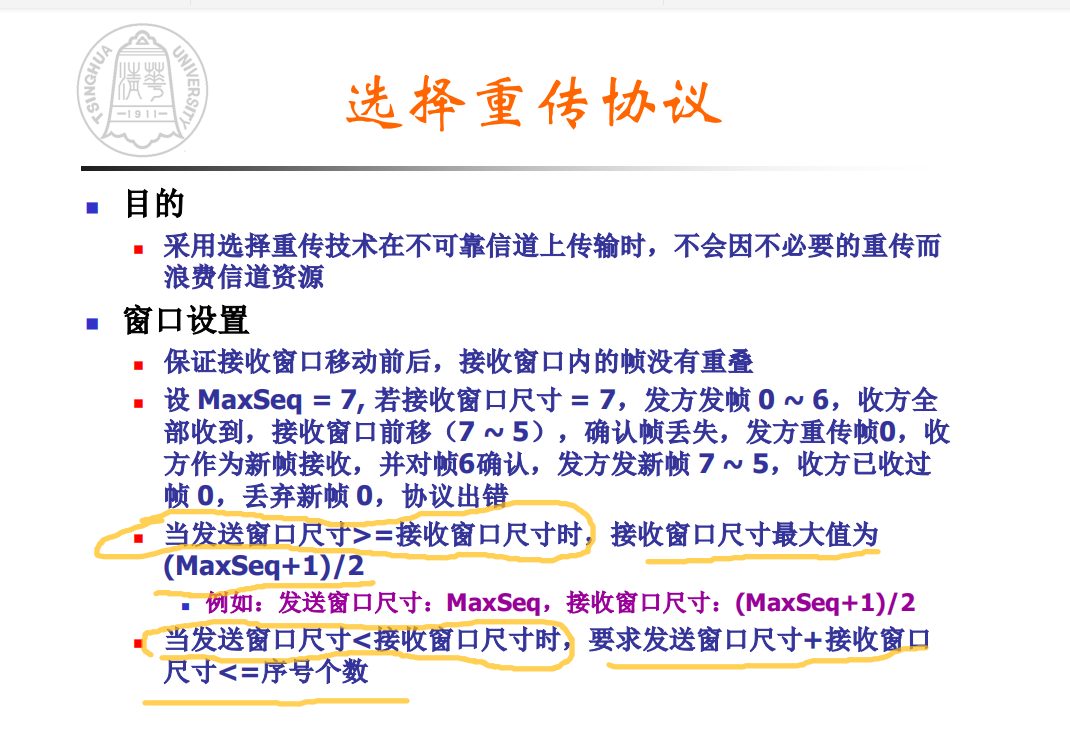 TSINGHUA UNIVERSITY
清華
1911
选择重传协议
目的
采用选择重传技术在不可靠信道上传输时，不会因不必要的重传而
浪费信道资源
窗口设置
保证接收窗口移动前后，接收窗口内的帧没有重叠
设 MaxSeq = 7, 若接收窗口尺寸 = 7，发方发帧 0 ~ 6，收方全
部收到，接收窗口前移（7 ~ 5），确认帧丢失，发方重传帧0，收
方作为新帧接收，并对帧6确认，发方发新帧 7 ~ 5，收方已收过
帧 0，丢弃新帧 0，协议出错
当发送窗口尺寸>=接收窗口尺寸时，接收窗口尺寸最大值为
(MaxSeq+1)/2
例如：发送窗口尺寸：MaxSeq，接收窗口尺寸：(MaxSeq+1)/2
当发送窗口尺寸<接收窗口尺寸时，要求发送窗口尺寸+接收窗口
尺寸<=序号个数